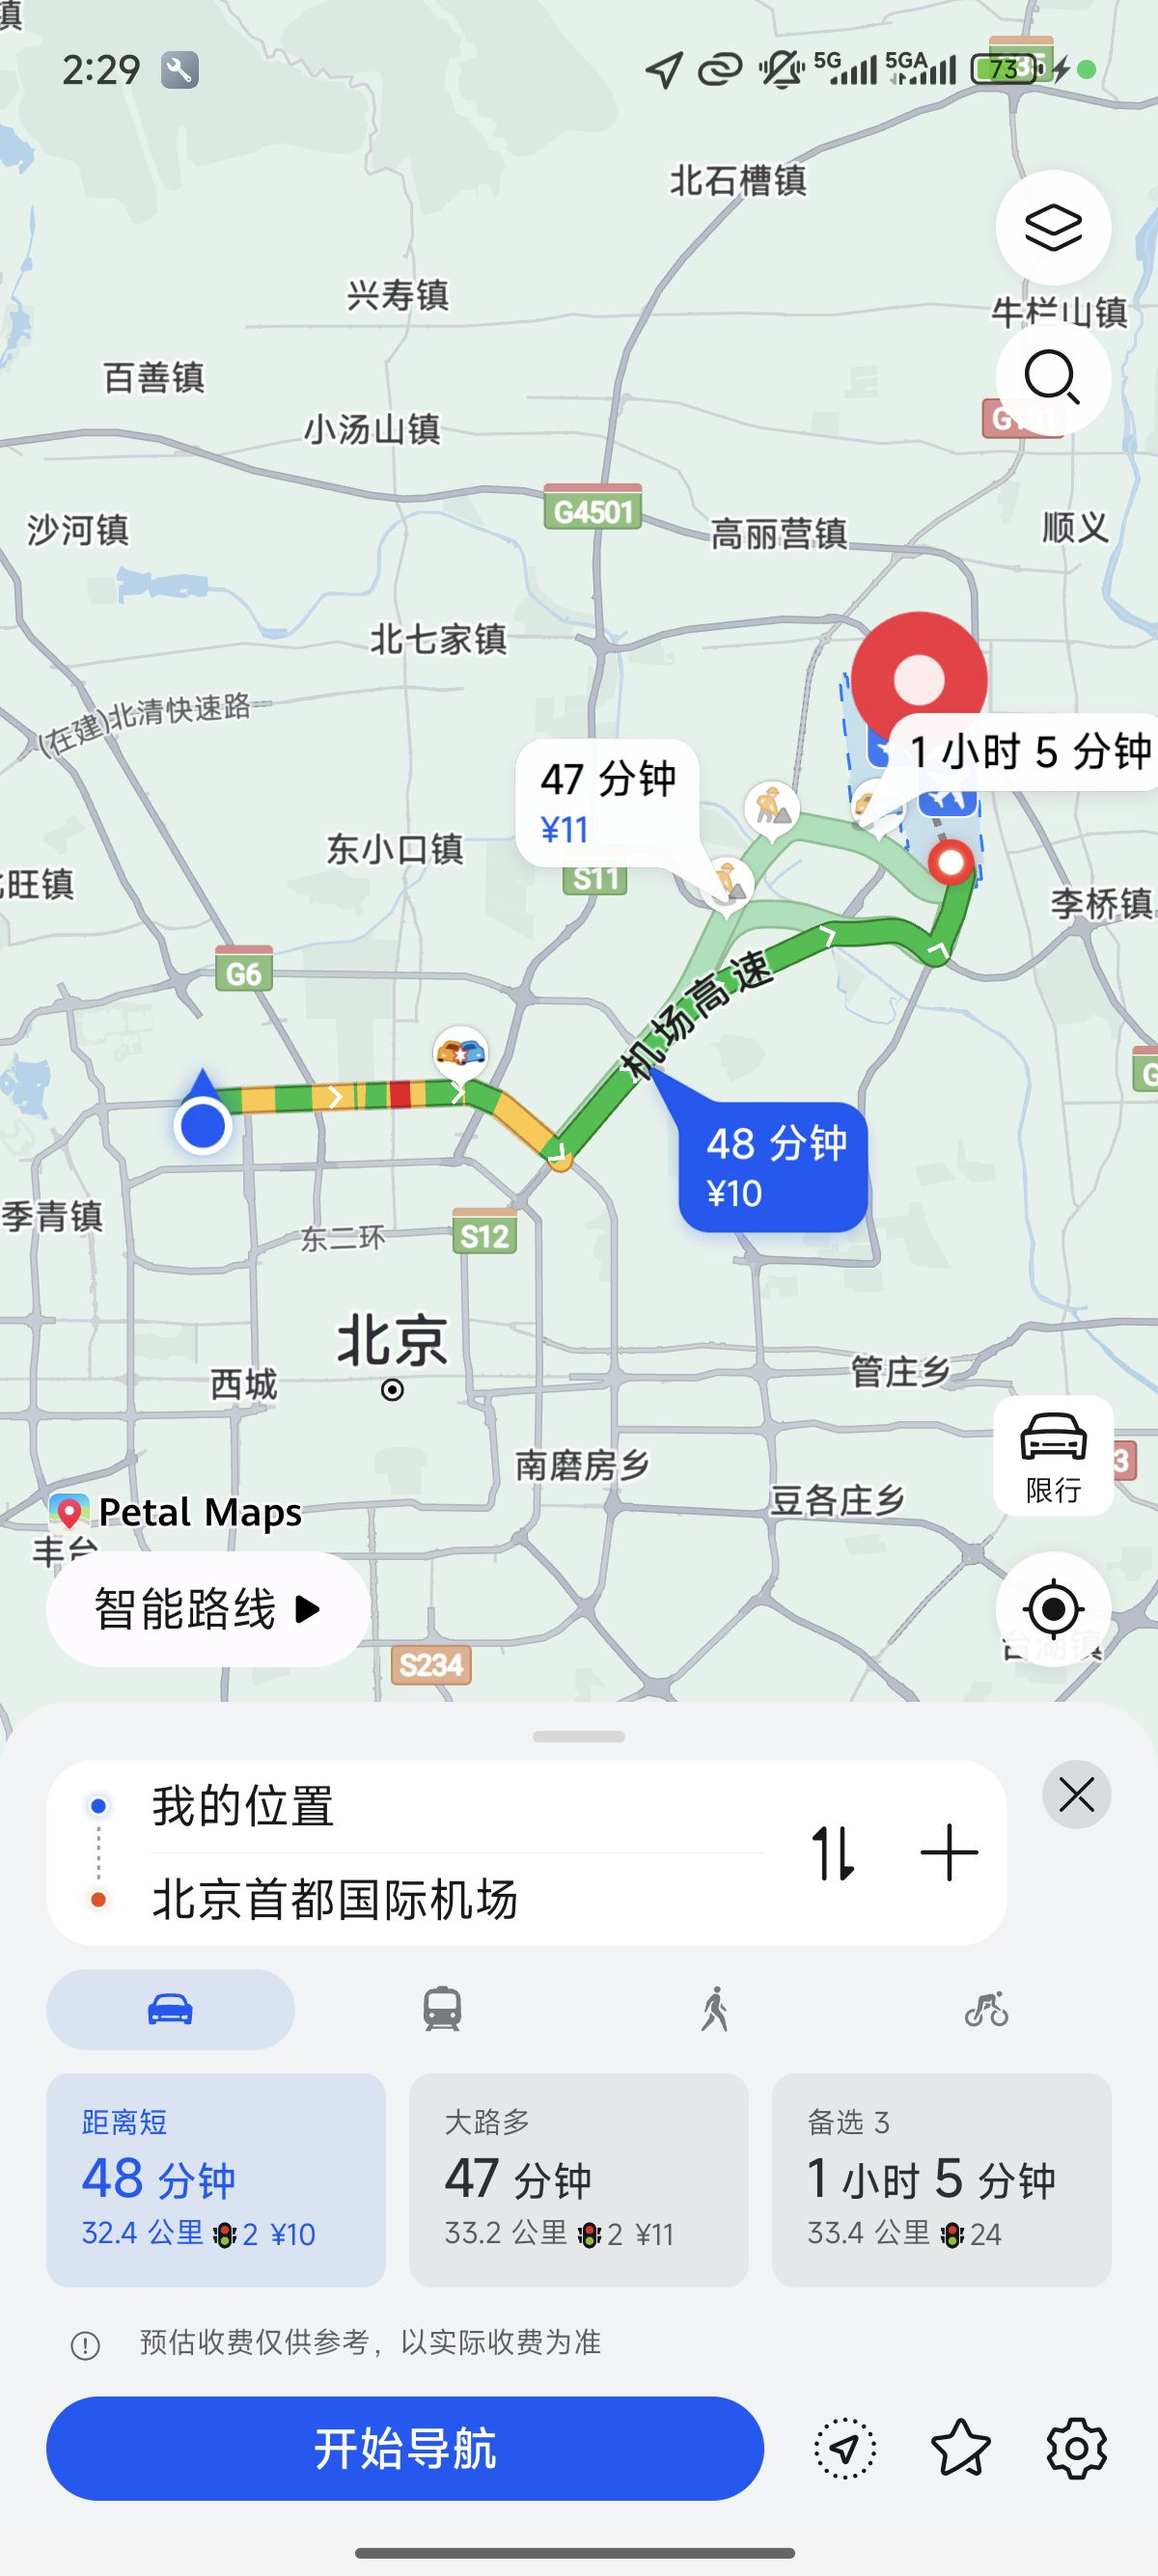 镇
2:29
5G
5GA
73
北石槽镇
兴寿镇
牛栏山镇
百善镇
小汤山镇
G101
G4501
沙河镇
高丽营镇
顺义
北七家镇
(在建)北清快速路
1 小时 5 分钟
47 分钟
¥11
东小口镇
旺镇
S11
李桥镇
G6
机场高速
G
48 分钟
¥10
季青镇
东二环
S12
北京
西城
管庄乡
南磨房乡
3
限行
豆各庄乡
Petal Maps
丰台
智能路线
台湖镇
S234
我的位置
北京首都国际机场
距离短
48 分钟
32.4 公里 2 ¥10
大路多
47 分钟
33.2 公里 2 ¥11
备选 3
1 小时 5 分钟
33.4 公里 24
预估收费仅供参考，以实际收费为准
开始导航